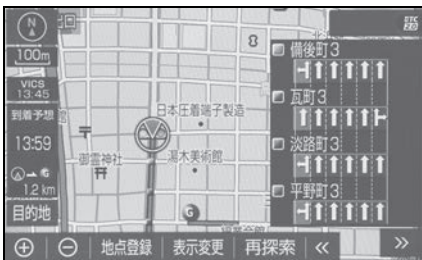 N
100m
VICS
13:45
到着予想
13:59
1.2 km
目的地
8
日本圧着端子製造
御霊神社
湯木美術館
G
ETC
2.0
備後町3
瓦町3
淡路町3
平野町3
地点登録
表示変更
再探索